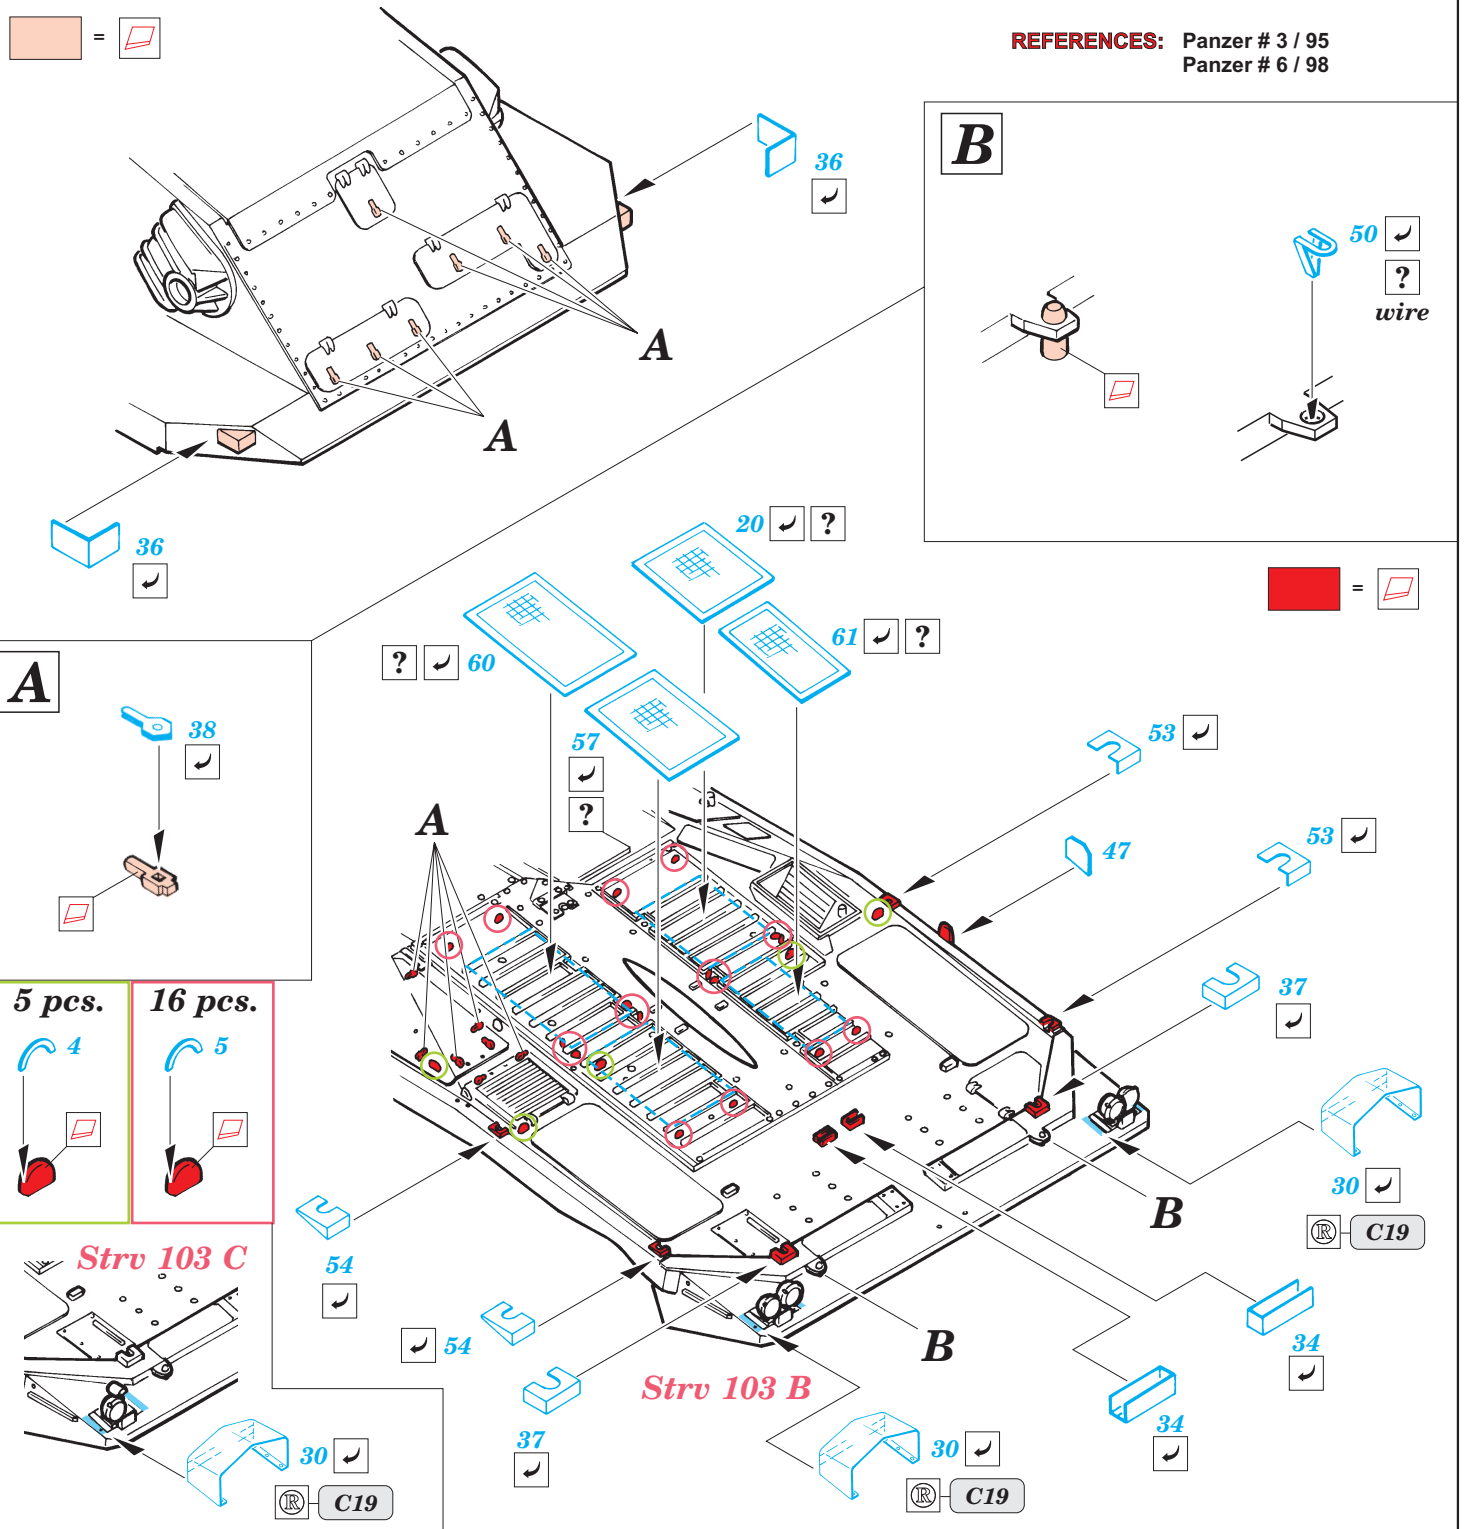 =
REFERENCES: Panzer # 3 / 95
Panzer # 6 / 98
36
B
50
?
wire
A
A
36
20 ?
=
61 ?
? 60
A
38
57
?
53
A
53
47
37
5 pcs.
16 pcs.
4
5
30
B
® C19
Strv 103 C
54
54
B
34
Strv 103 B
37
34
30
® C19
30
® C19